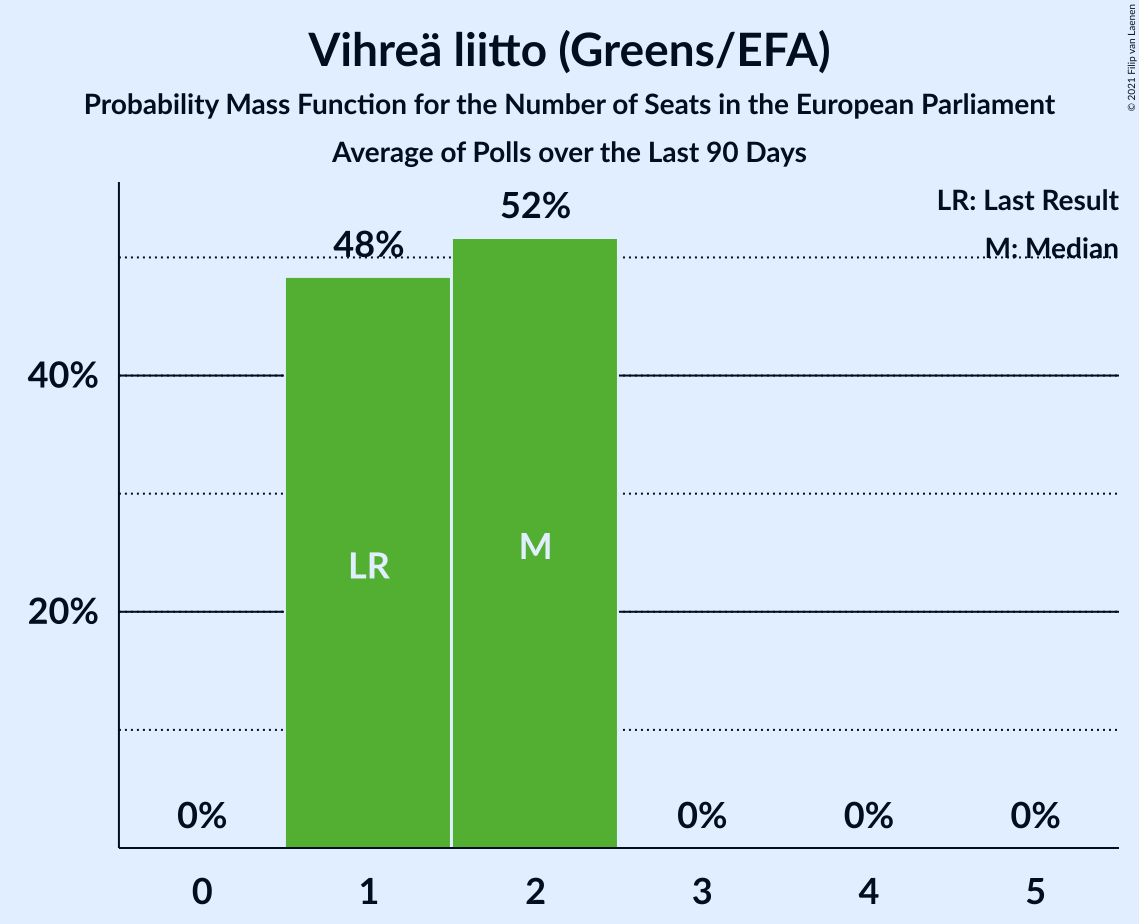 Vihreä liitto (Greens/EFA)
Probability Mass Function for the Number of Seats in the European Parliament
Average of Polls over the Last 90 Days
© 2021 Filip van Laenen
LR: Last Result
M: Median
52%
48%
40%
20%
LR
M
0%
0%
0%
0%
0
1
2
3
4
5